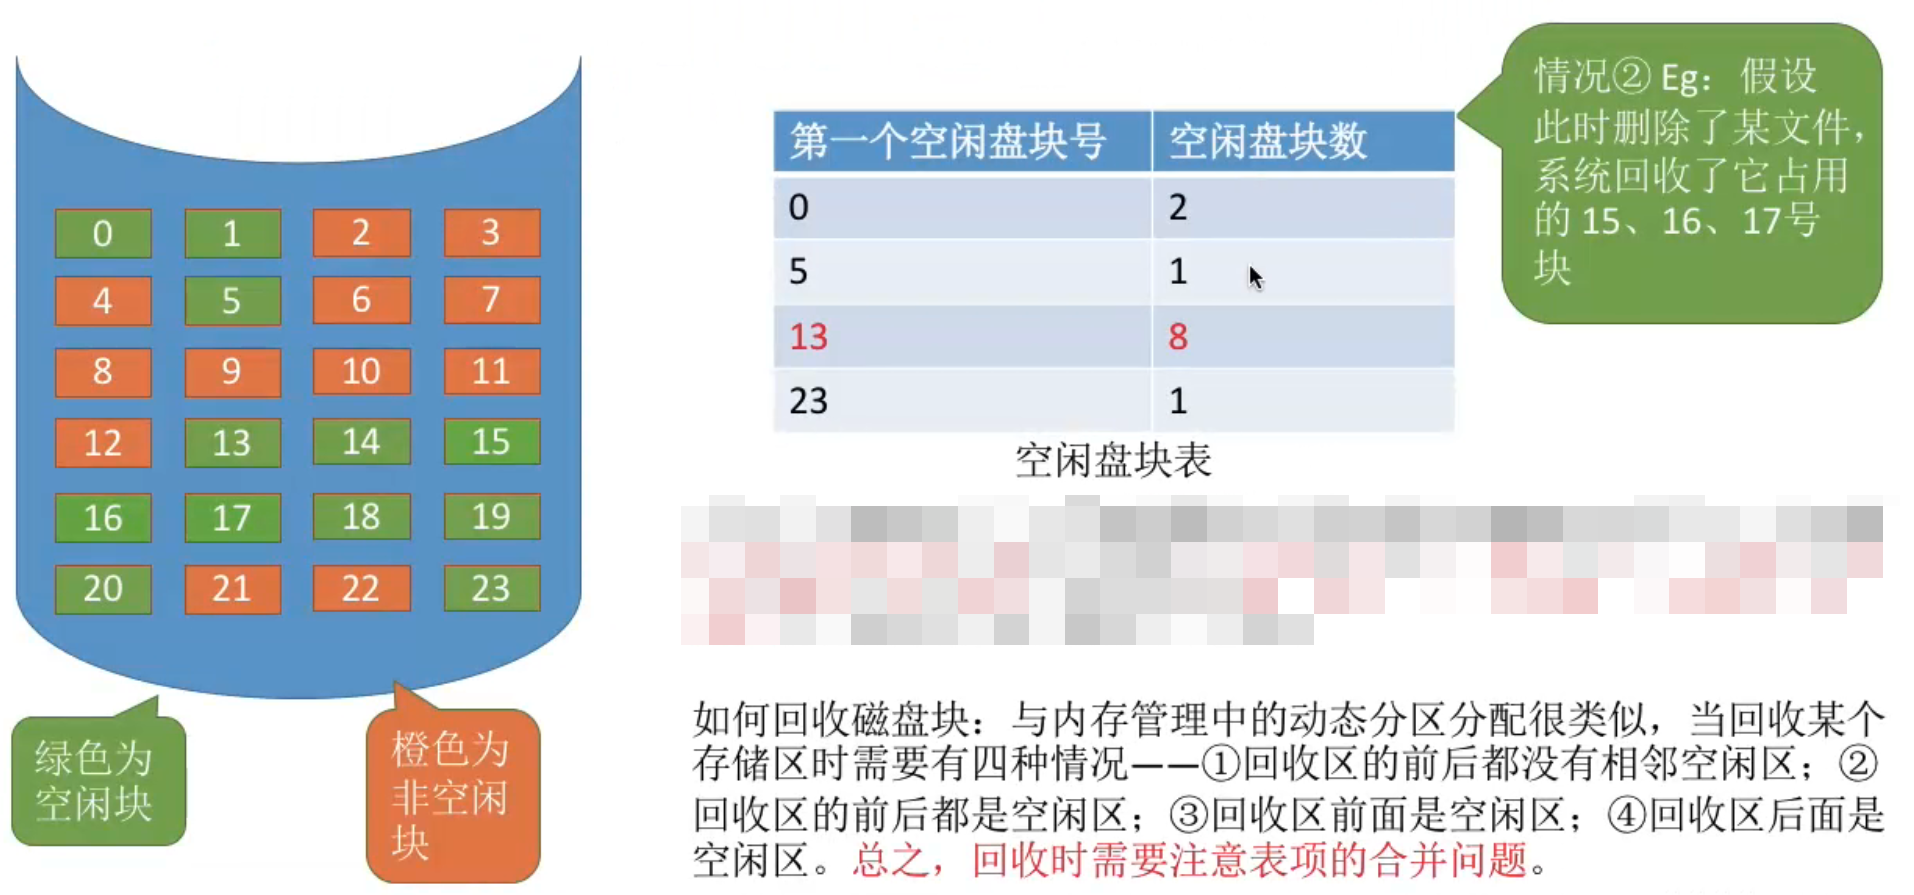 0 1 2 3
4 5 6 7
8 9 10 11
12 13 14 15
16 17 18 19
20 21 22 23
绿色为
空闲块
橙色为
非空闲
块
第一个空闲盘块号 空闲盘块数
0 2
5 1
13 8
23 1
空闲盘块表
情况② Eg：假设
此时删除了某文件，
系统回收了它占用
的 15、16、17号
块
如何回收磁盘块：与内存管理中的动态分区分配很类似，当回收某个
存储区时需要有四种情况——①回收区的前后都没有相邻空闲区；②
回收区的前后都是空闲区；③回收区前面是空闲区；④回收区后面是
空闲区。总之，回收时需要注意表项的合并问题。